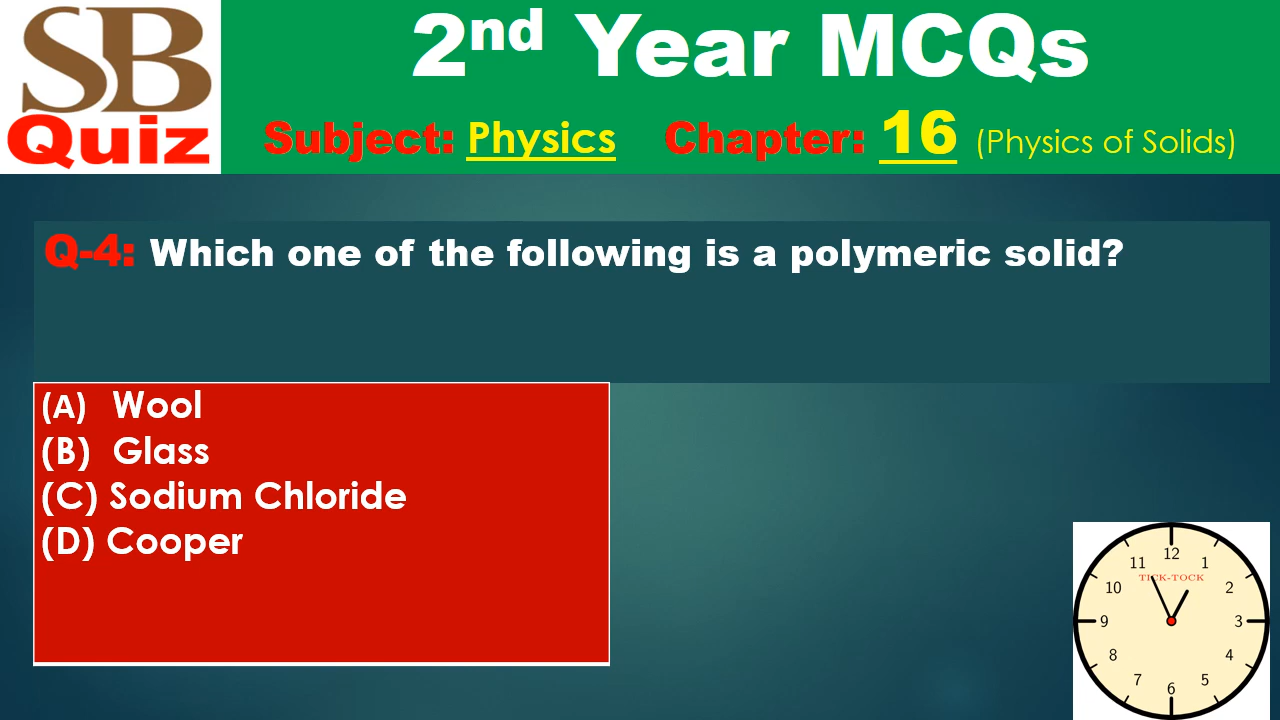 SB
Quiz
2nd Year MCQs
Subject: Physics Chapter: 16 (Physics of Solids)
Q-4: Which one of the following is a polymeric solid?
(A) Wool
(B) Glass
(C) Sodium Chloride
(D) Cooper
12
11 1
TICK-TOCK
10 2
9 3
8 4
7 5
6